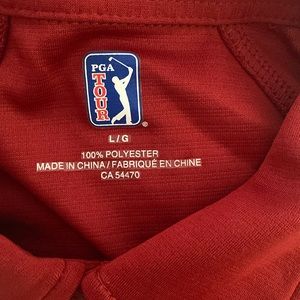 PGA
TOUR
®
L / G
100% POLYESTER
MADE IN CHINA / FABRIQUÉ EN CHINE
CA 54470